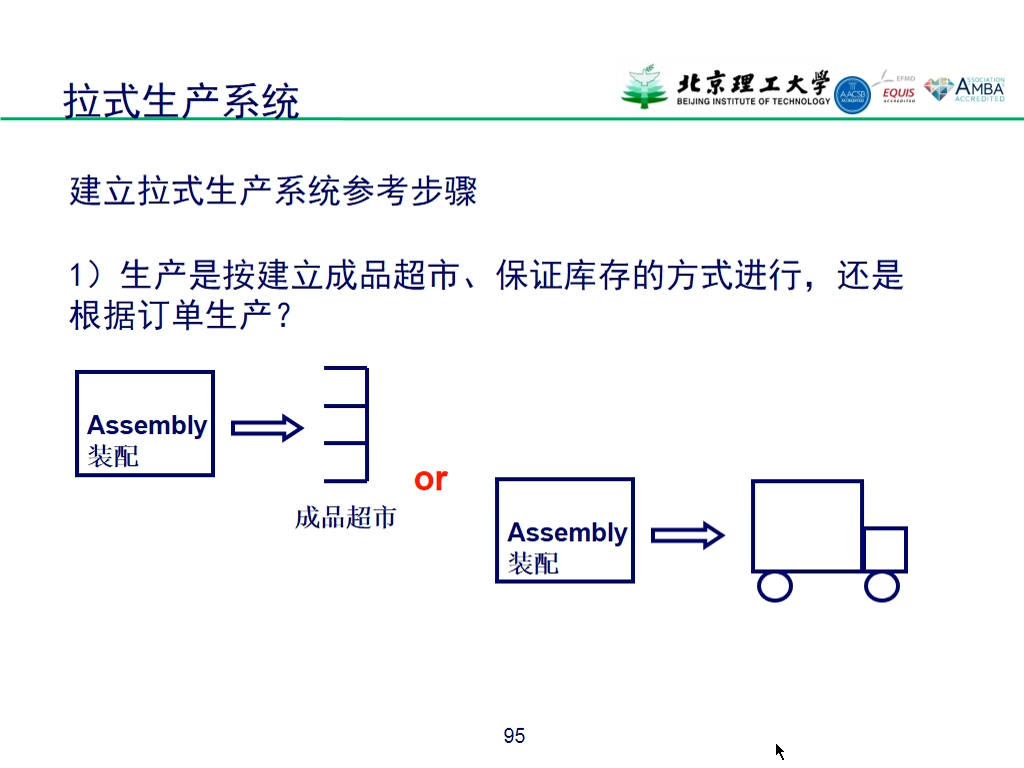 拉式生产系统
北京理工大学
BEIJING INSTITUTE OF TECHNOLOGY
AACSB
ACCREDITED
EFMD
EQUIS
ACCREDITED
ASSOCIATION
AMBA
ACCREDITED
建立拉式生产系统参考步骤
1）生产是按建立成品超市、保证库存的方式进行，还是
根据订单生产？
Assembly
装配
成品超市
or
Assembly
装配
95